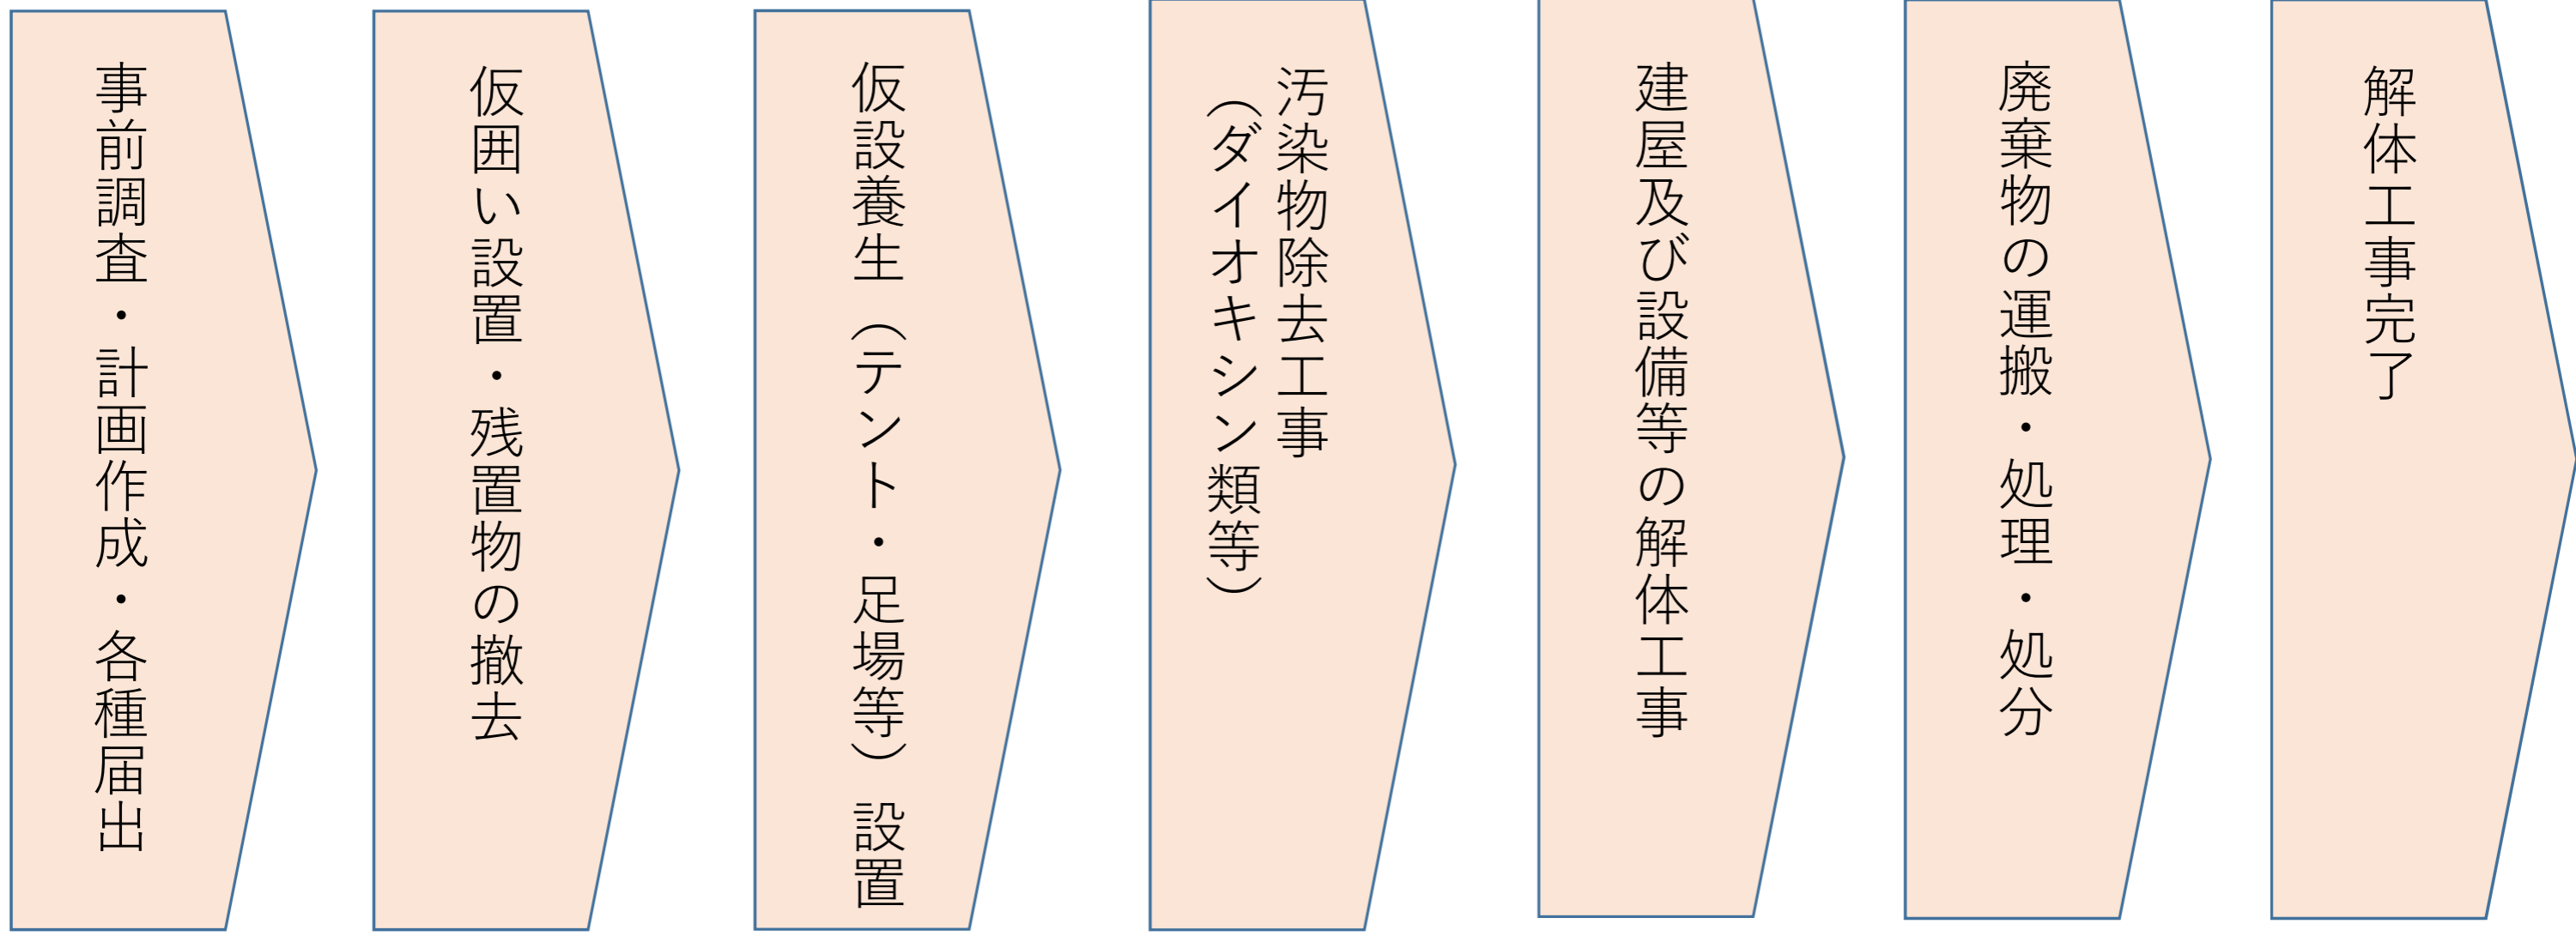 事前調査・計画作成・各種届出
仮囲い設置・残置物の撤去
仮設養生（テント・足場等）設置
汚染物除去工事
（ダイオキシン類等）
建屋及び設備等の解体工事
廃棄物の運搬・処理・処分
解体工事完了